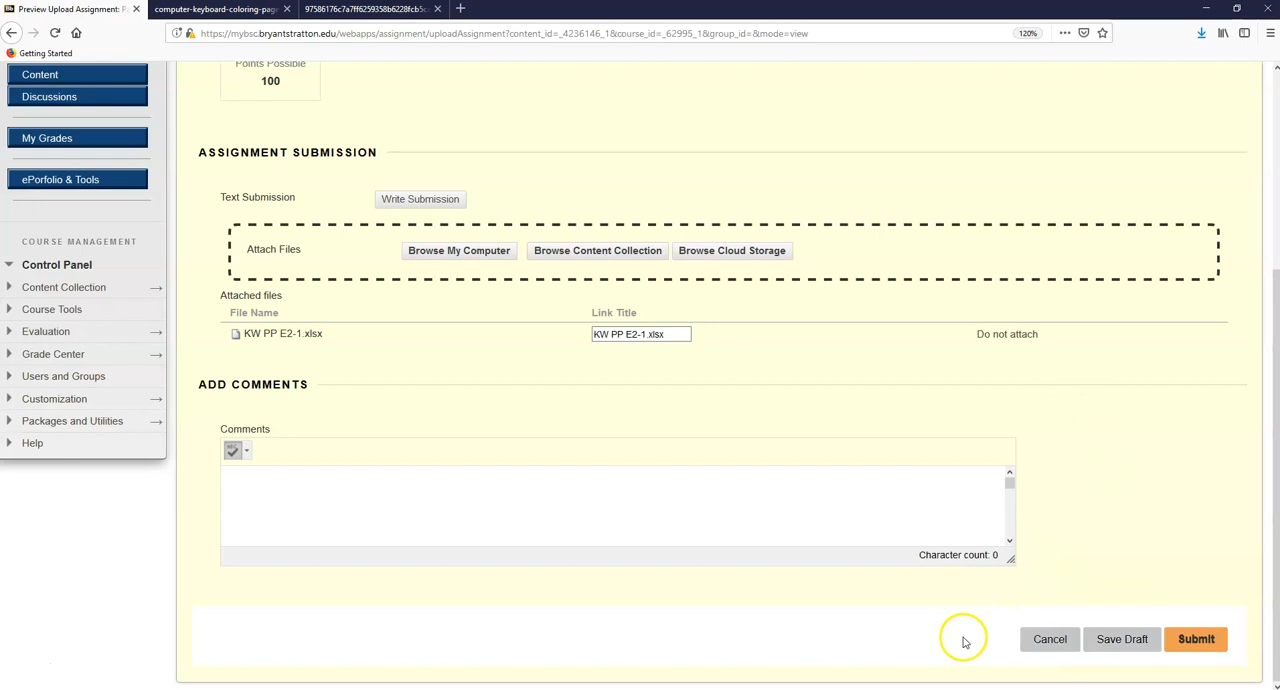 Preview Upload Assignment: P
computer-keyboard-coloring-page
97586176c7a7ff6259358b6228fcb5ca
https://mybsc.bryantstratton.edu/webapps/assignment/uploadAssignment?content_id=_4236146_1&course_id=_62995_1&group_id=&mode=view
120%
Getting Started
Content
Discussions
My Grades
ePorfolio & Tools
COURSE MANAGEMENT
Control Panel
Content Collection
Course Tools
Evaluation
Grade Center
Users and Groups
Customization
Packages and Utilities
Help
Points Possible
100
ASSIGNMENT SUBMISSION
Text Submission Write Submission
Attach Files Browse My Computer Browse Content Collection Browse Cloud Storage
Attached files
File Name Link Title
KW PP E2-1.xlsx KW PP E2-1.xlsx Do not attach
ADD COMMENTS
Comments
Character count: 0
Cancel Save Draft Submit